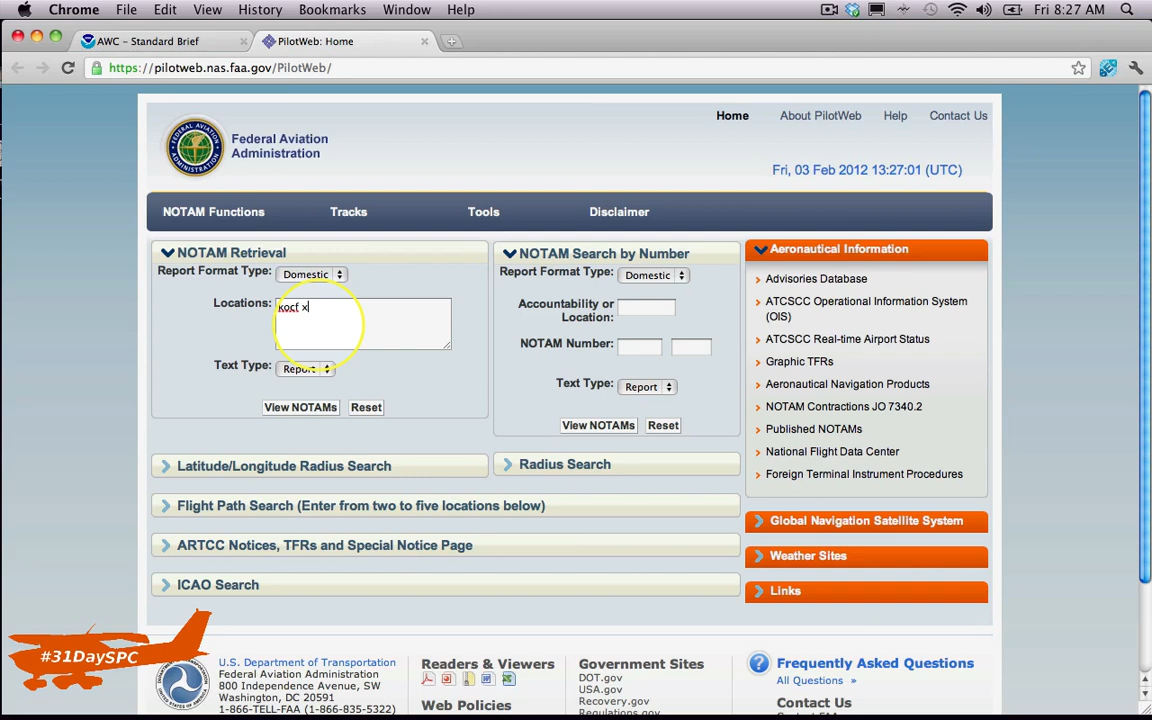 Chrome File Edit View History Bookmarks Window Help Fri 8:27 AM
AWC - Standard Brief PilotWeb: Home
https://pilotweb.nas.faa.gov/PilotWeb/
Home About PilotWeb Help Contact Us
Federal Aviation
Administration
Fri, 03 Feb 2012 13:27:01 (UTC)
NOTAM Functions Tracks Tools Disclaimer
NOTAM Retrieval
Report Format Type: Domestic
Locations: kocf x
Text Type: Report
View NOTAMs Reset
NOTAM Search by Number
Report Format Type: Domestic
Accountability or
Location:
NOTAM Number:
Text Type: Report
View NOTAMs Reset
Aeronautical Information
Advisories Database
ATCSCC Operational Information System
(OIS)
ATCSCC Real-time Airport Status
Graphic TFRs
Aeronautical Navigation Products
NOTAM Contractions JO 7340.2
Published NOTAMs
National Flight Data Center
Foreign Terminal Instrument Procedures
Latitude/Longitude Radius Search
Radius Search
Flight Path Search (Enter from two to five locations below)
ARTCC Notices, TFRs and Special Notice Page
ICAO Search
Global Navigation Satellite System
Weather Sites
Links
#31DaySPC
U.S. Department of Transportation
Federal Aviation Administration
800 Independence Avenue, SW
Washington, DC 20591
1-866-TELL-FAA (1-866-835-5322)
Readers & Viewers
Web Policies
Government Sites
DOT.gov
USA.gov
Recovery.gov
Regulations.gov
Frequently Asked Questions
All Questions »
Contact Us